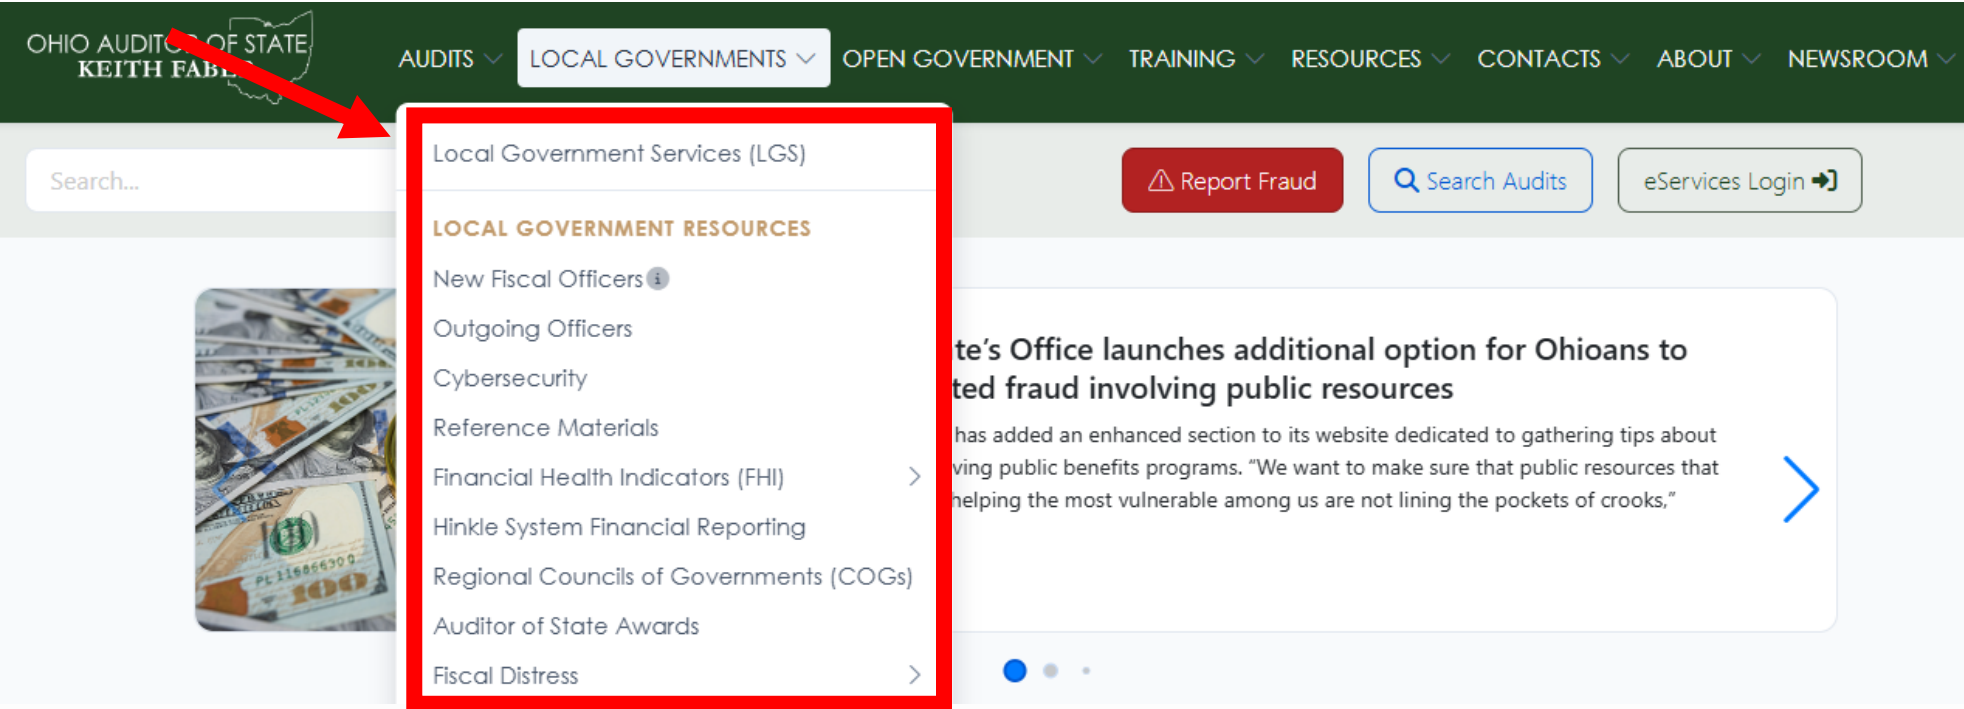 OHIO AUDITOR OF STATE
KEITH FABER
AUDITS LOCAL GOVERNMENTS OPEN GOVERNMENT TRAINING RESOURCES CONTACTS ABOUT NEWSROOM
Search...
Report Fraud
Search Audits
eServices Login
Local Government Services (LGS)
LOCAL GOVERNMENT RESOURCES
New Fiscal Officers
Outgoing Officers
Cybersecurity
Reference Materials
Financial Health Indicators (FHI)
Hinkle System Financial Reporting
Regional Councils of Governments (COGs)
Auditor of State Awards
Fiscal Distress
te's Office launches additional option for Ohioans to
ted fraud involving public resources
has added an enhanced section to its website dedicated to gathering tips about
ving public benefits programs. “We want to make sure that public resources that
helping the most vulnerable among us are not lining the pockets of crooks,”
100
100